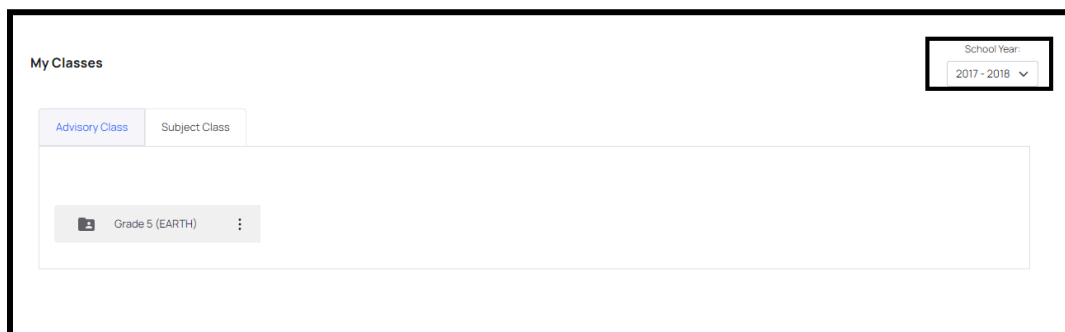 School Year:
My Classes
2017 - 2018
Advisory Class
Subject Class
Grade 5 (EARTH)